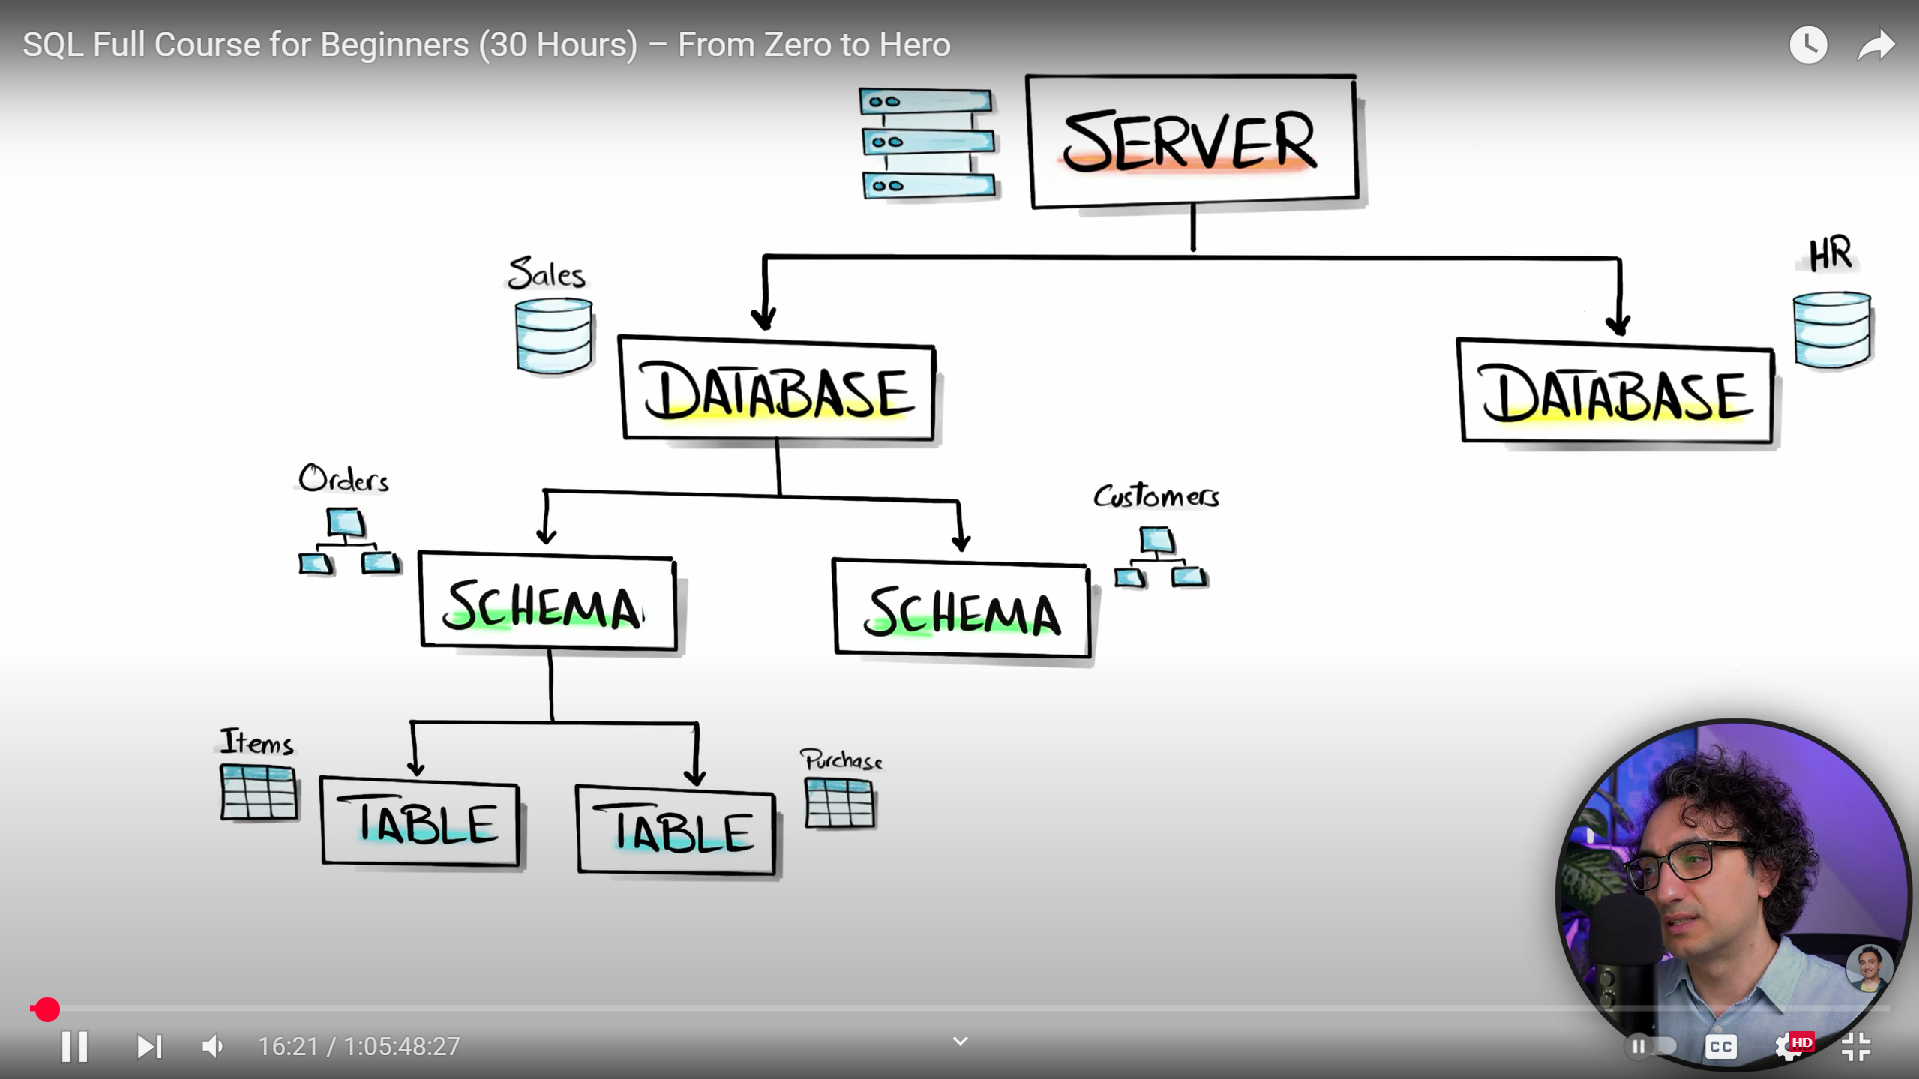 SQL Full Course for Beginners (30 Hours) – From Zero to Hero
SERVER
Sales
HR
DATABASE
DATABASE
Orders
Customers
SCHEMA
SCHEMA
Items
Purchase
TABLE
TABLE
16:21 / 1:05:48:27
CC
HD